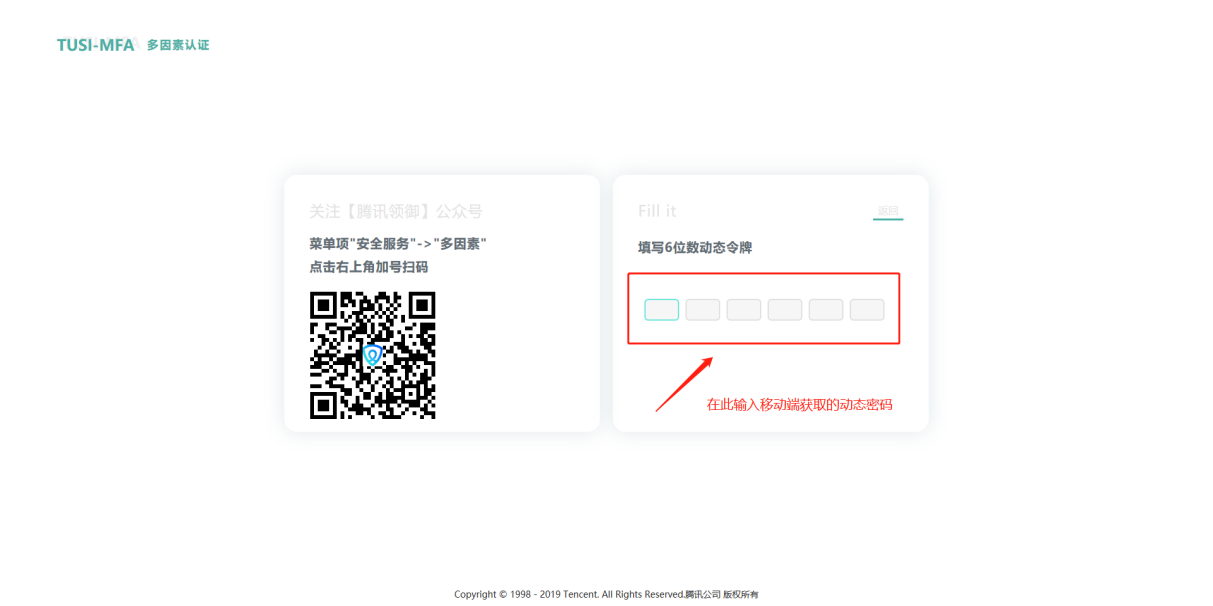 TUSI-MFA 多因素认证
关注【腾讯领御】公众号
菜单项"安全服务"->"多因素"
点击右上角加号扫码
Fill it
返回
填写6位数动态令牌
在此输入移动端获取的动态密码
Copyright © 1998 - 2019 Tencent. All Rights Reserved.腾讯公司 版权所有